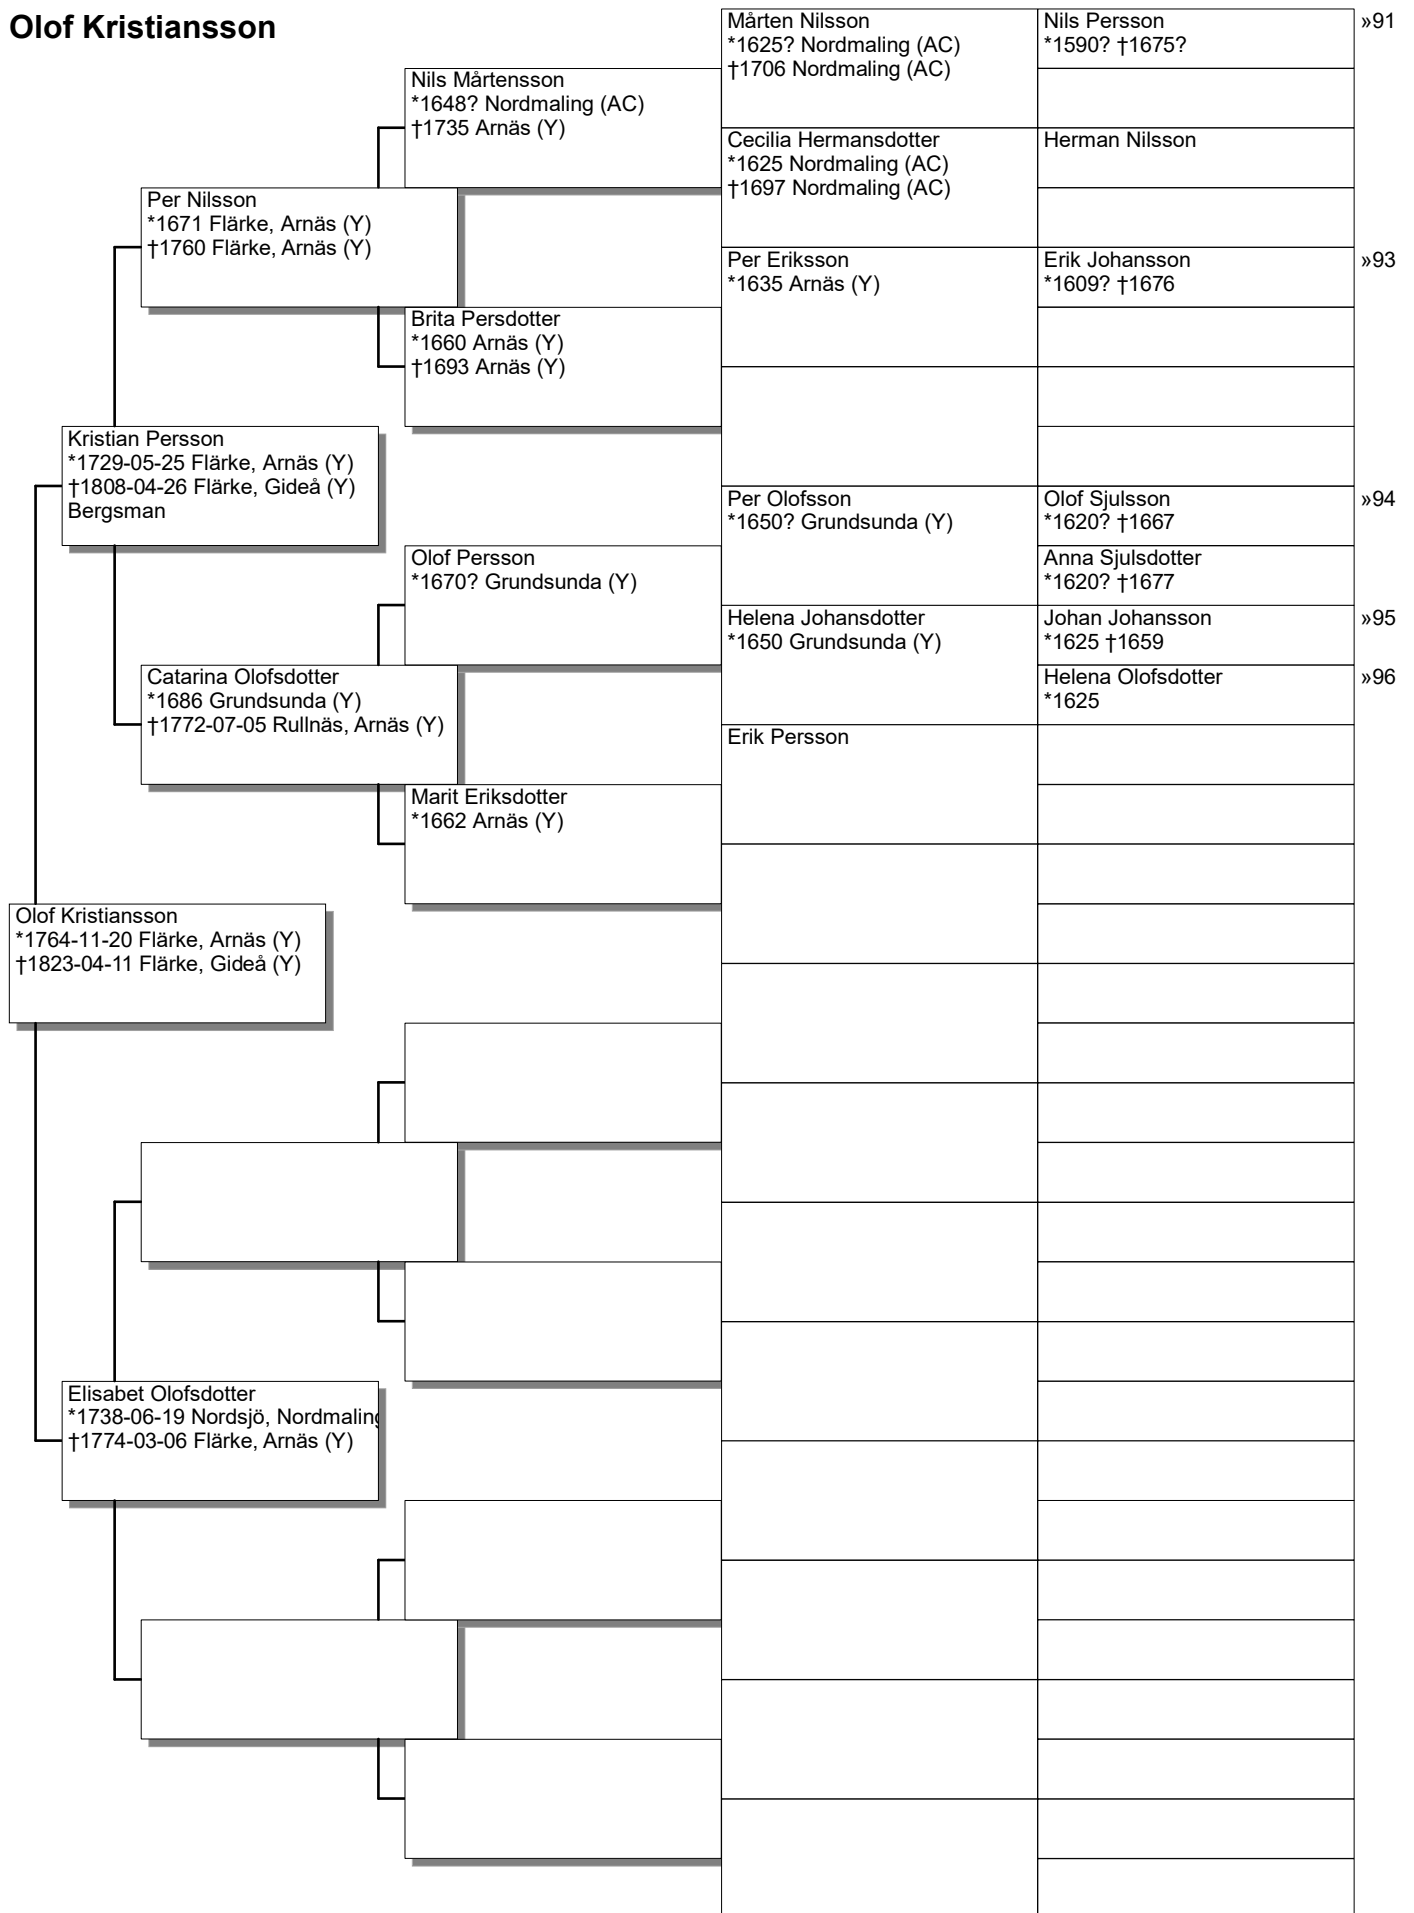 Olof Kristiansson
Mårten Nilsson
*1625? Nordmaling (AC)
†1706 Nordmaling (AC)
Nils Persson
*1590? †1675?
»91
Nils Mårtensson
*1648? Nordmaling (AC)
†1735 Arnäs (Y)
Cecilia Hermansdotter
*1625 Nordmaling (AC)
†1697 Nordmaling (AC)
Herman Nilsson
Per Nilsson
*1671 Flärke, Arnäs (Y)
†1760 Flärke, Arnäs (Y)
Per Eriksson
*1635 Arnäs (Y)
Erik Johansson
*1609? †1676
»93
Brita Persdotter
*1660 Arnäs (Y)
†1693 Arnäs (Y)
Kristian Persson
*1729-05-25 Flärke, Arnäs (Y)
†1808-04-26 Flärke, Gideå (Y)
Bergsman
Per Olofsson
*1650? Grundsunda (Y)
Olof Sjulsson
*1620? †1667
»94
Olof Persson
*1670? Grundsunda (Y)
Anna Sjulsdotter
*1620? †1677
Helena Johansdotter
*1650 Grundsunda (Y)
Johan Johansson
*1625 †1659
»95
Catarina Olofsdotter
*1686 Grundsunda (Y)
†1772-07-05 Rullnäs, Arnäs (Y)
Helena Olofsdotter
*1625
»96
Erik Persson
Marit Eriksdotter
*1662 Arnäs (Y)
Olof Kristiansson
*1764-11-20 Flärke, Arnäs (Y)
†1823-04-11 Flärke, Gideå (Y)
Elisabet Olofsdotter
*1738-06-19 Nordsjö, Nordmaling
†1774-03-06 Flärke, Arnäs (Y)